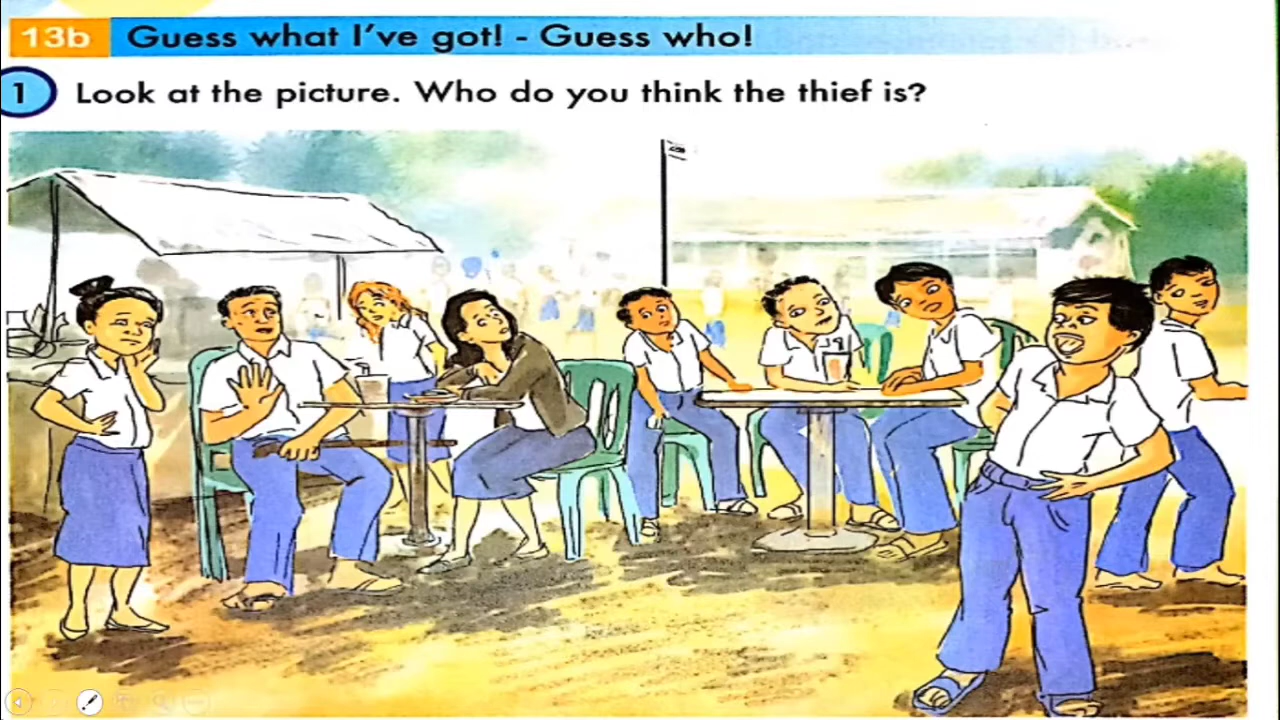 13b Guess what I've got! - Guess who!
1 Look at the picture. Who do you think the thief is?